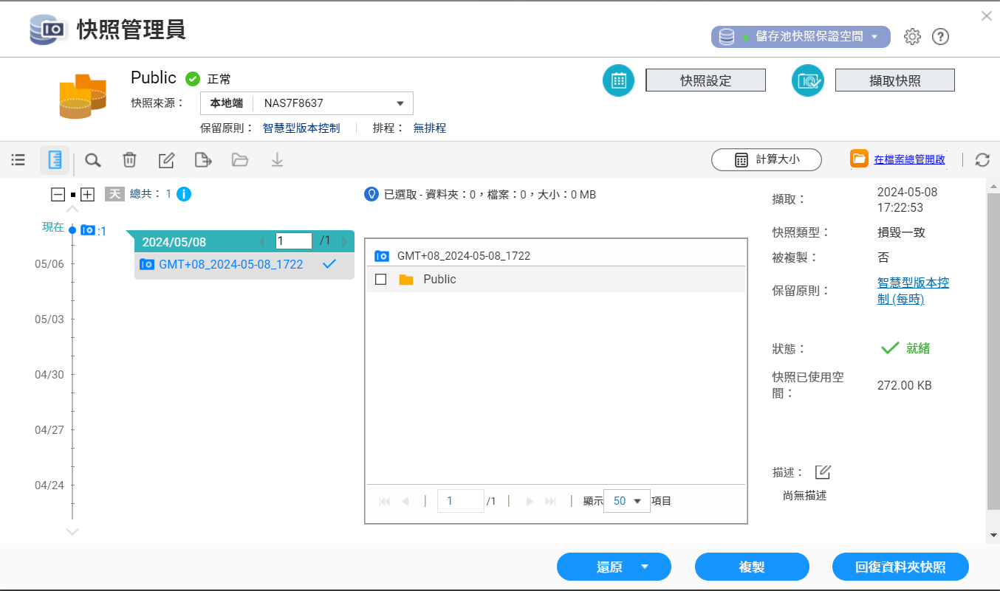 快照管理員
儲存池快照保證空間
Public 正常
快照來源： 本地端 NAS7F8637
保留原則： 智慧型版本控制 排程： 無排程
快照設定
擷取快照
計算大小
在檔案總管開啟
天 總共： 1
現在 :1
05/06
05/03
04/30
04/27
04/24
2024/05/08 1 /1
GMT+08_2024-05-08_1722
已選取 - 資料夾：0，檔案：0，大小：0 MB
GMT+08_2024-05-08_1722
Public
1 /1 顯示 50 項目
擷取： 2024-05-08
17:22:53
快照類型： 損毀一致
被複製： 否
保留原則： 智慧型版本控
制 (每時)
狀態： 就緒
快照已使用空
間： 272.00 KB
描述：
尚無描述
還原
複製
回復資料夾快照